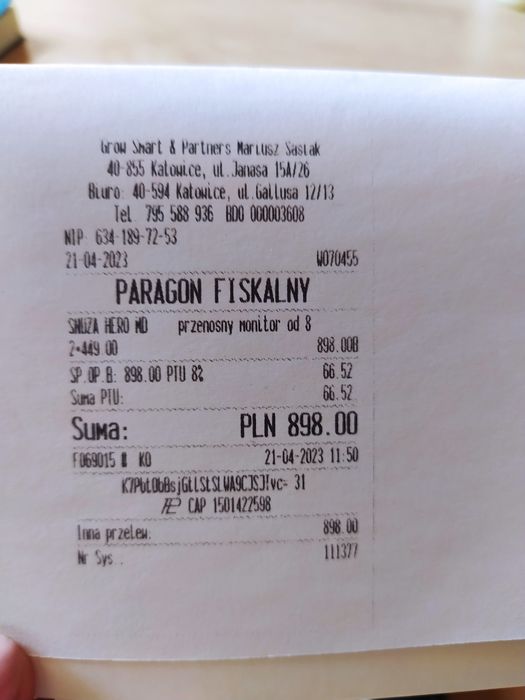 Grow Smart & Partners Mariusz Sasiak
40-855 Katowice, ul.Janasa 15A/26
Biuro: 40-594 Katowice, ul.Gallusa 12/13
Tel 795 588 936 BDO 000003608
NIP 634-189-72-53
21-04-2023 W070455
PARAGON FISKALNY
SMUZA HERO MD przenosny monitor od 8
2*449 00 898.00B
SP.OP.B: 898.00 PTU 8% 66.52
Suma PTU: 66.52
Suma: PLN 898.00
F069015 # KO 21-04-2023 11:50
CAP 1501422598
Inna przelew: 898.00
Nr Sys.. 111377